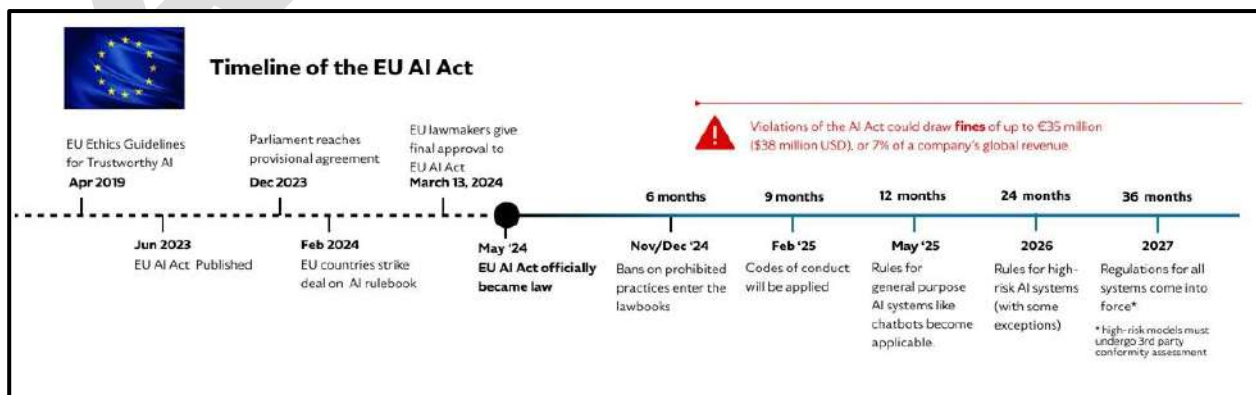 Timeline of the EU AI Act
Violations of the AI Act could draw fines of up to €35 million
($38 million USD), or 7% of a company's global revenue
EU Ethics Guidelines
for Trustworthy AI
Apr 2019
Parliament reaches
provisional agreement
Dec 2023
EU lawmakers give
final approval to
EU AI Act
March 13, 2024
Jun 2023
EU AI Act Published
Feb 2024
EU countries strike
deal on AI rulebook
May '24
EU AI Act officially
became law
6 months
Nov/Dec '24
Bans on prohibited
practices enter the
lawbooks
9 months
Feb '25
Codes of conduct
will be applied
12 months
May '25
Rules for
general purpose
AI systems like
chatbots become
applicable.
24 months
2026
Rules for high-
risk AI systems
(with some
exceptions)
36 months
2027
Regulations for all
systems come into
force*
* high-risk models must
undergo 3rd party
conformity assessment